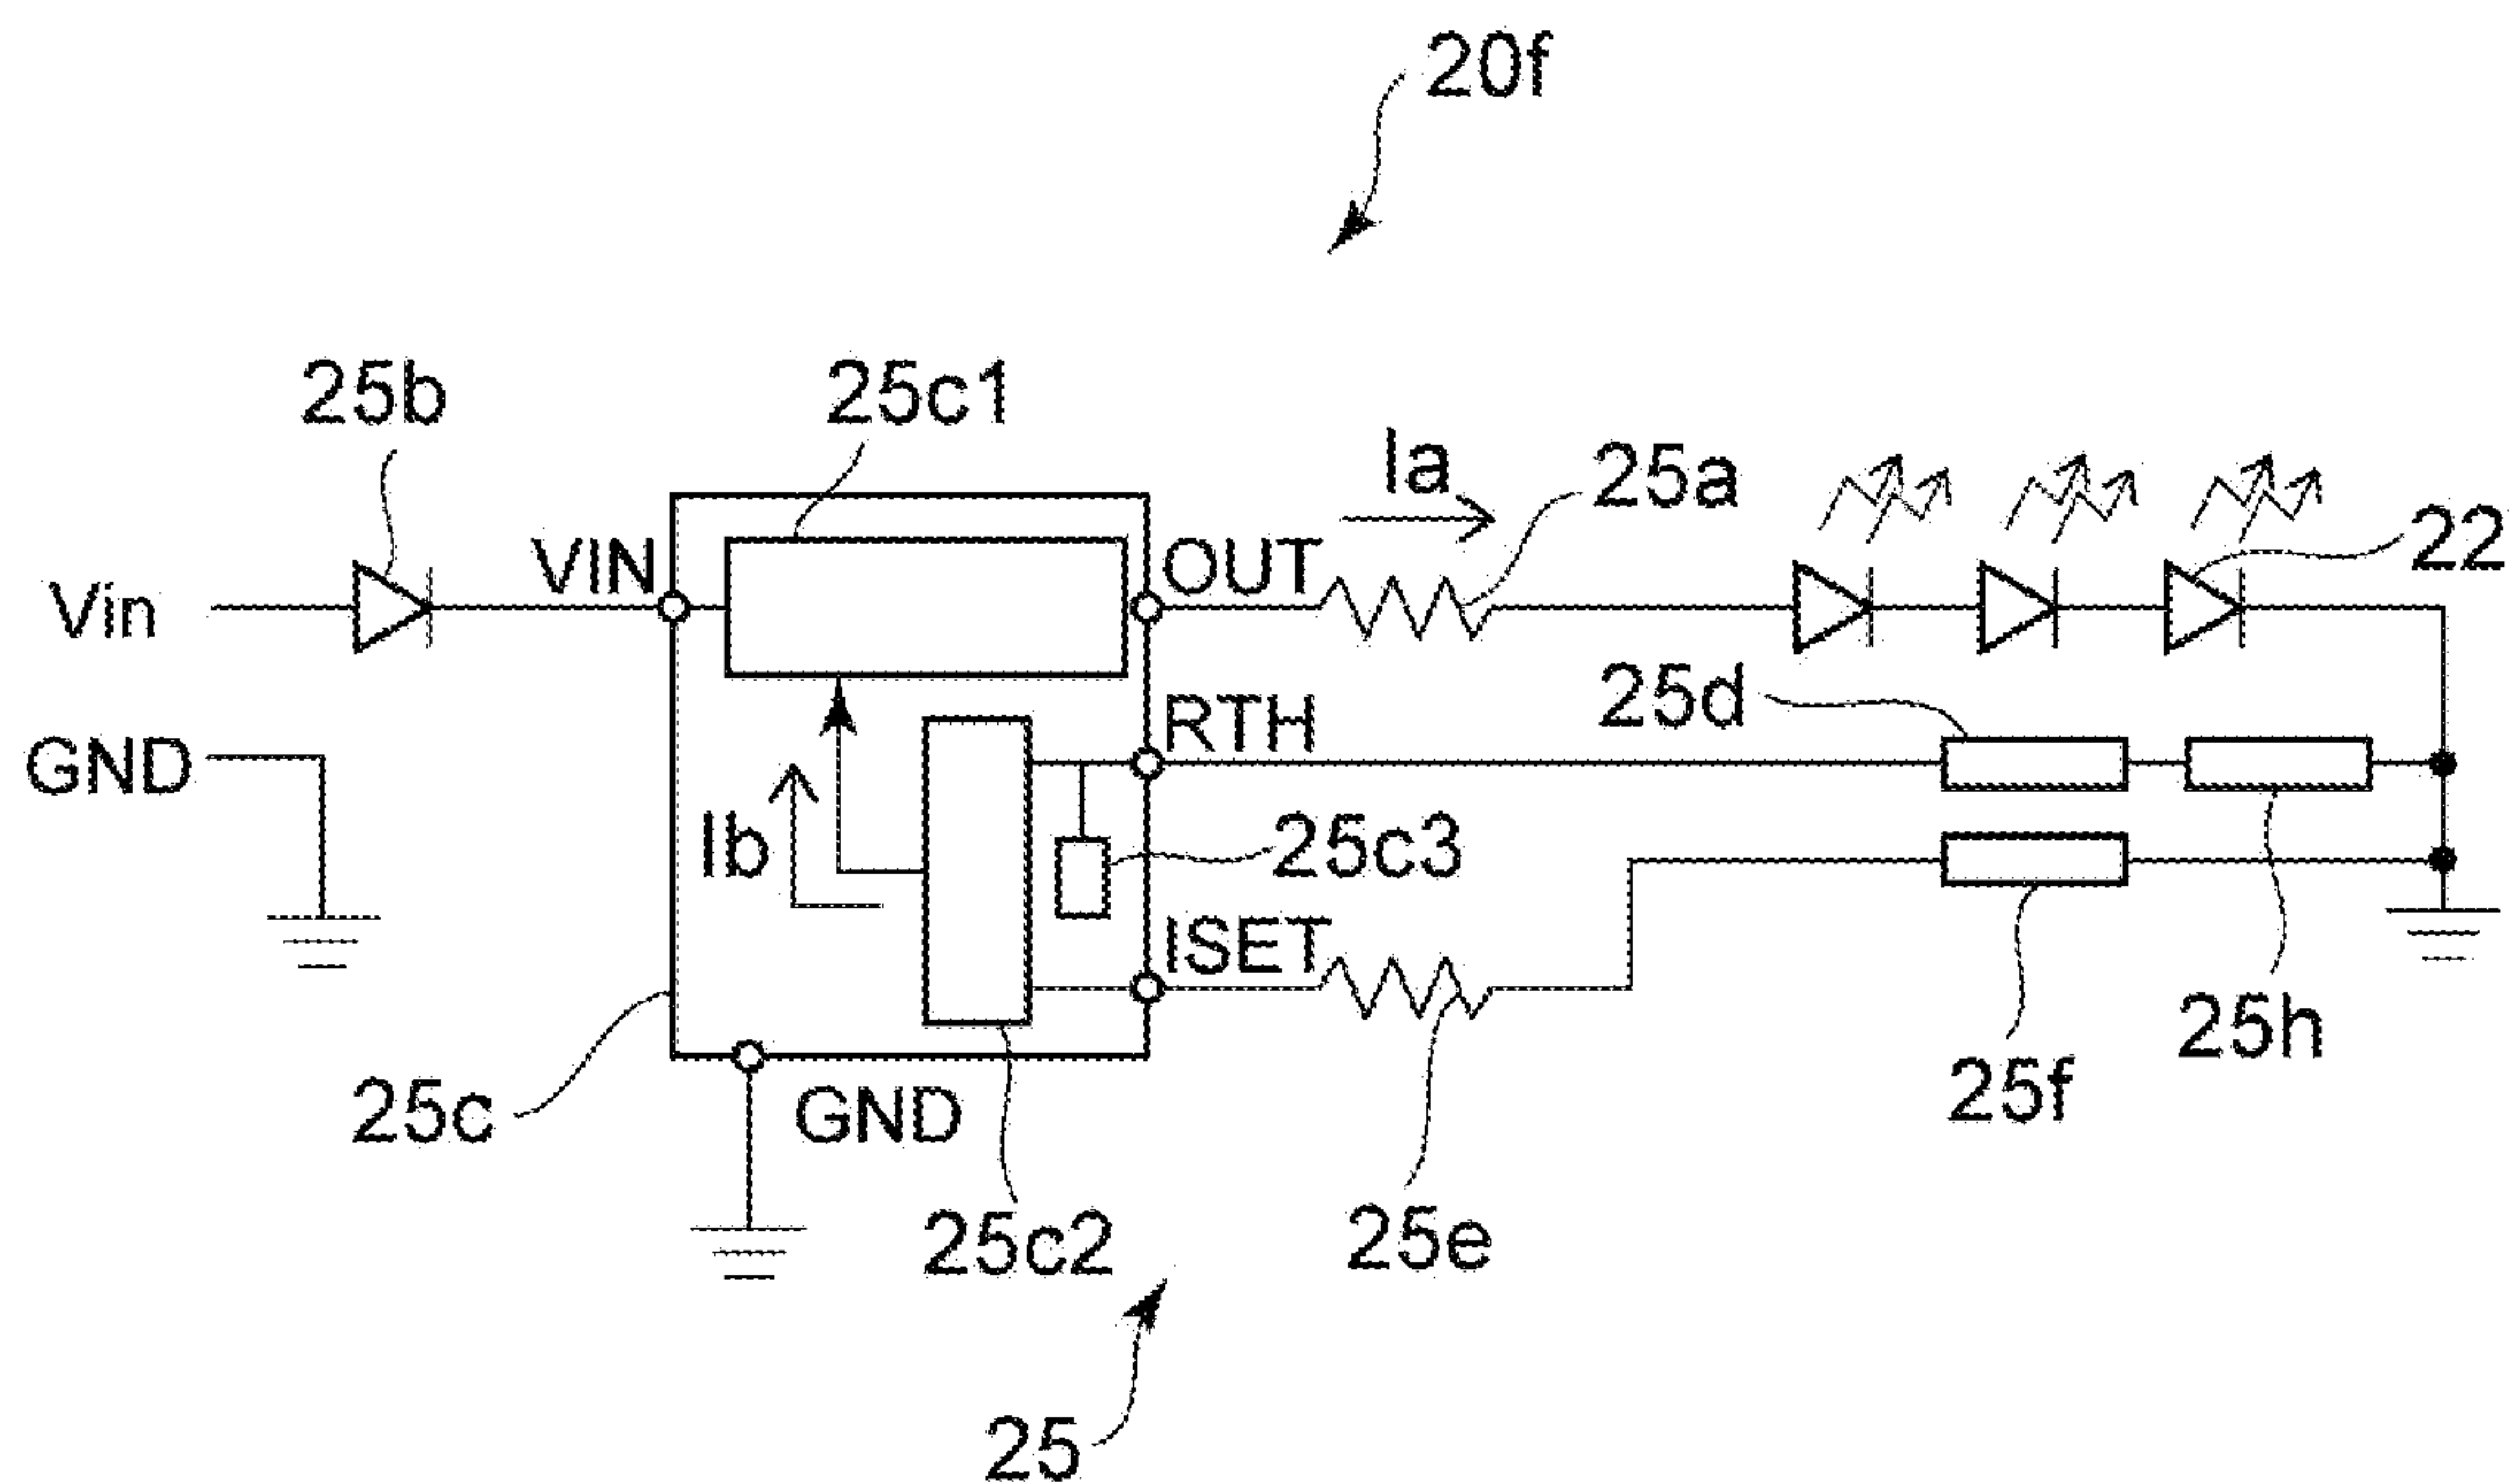 20f
25b
25c1
Ia
25a
22
VIN
OUT
Vin
25d
RTH
GND
Ib
25c3
ISET
25h
25c
GND
25f
25c2
25e
25